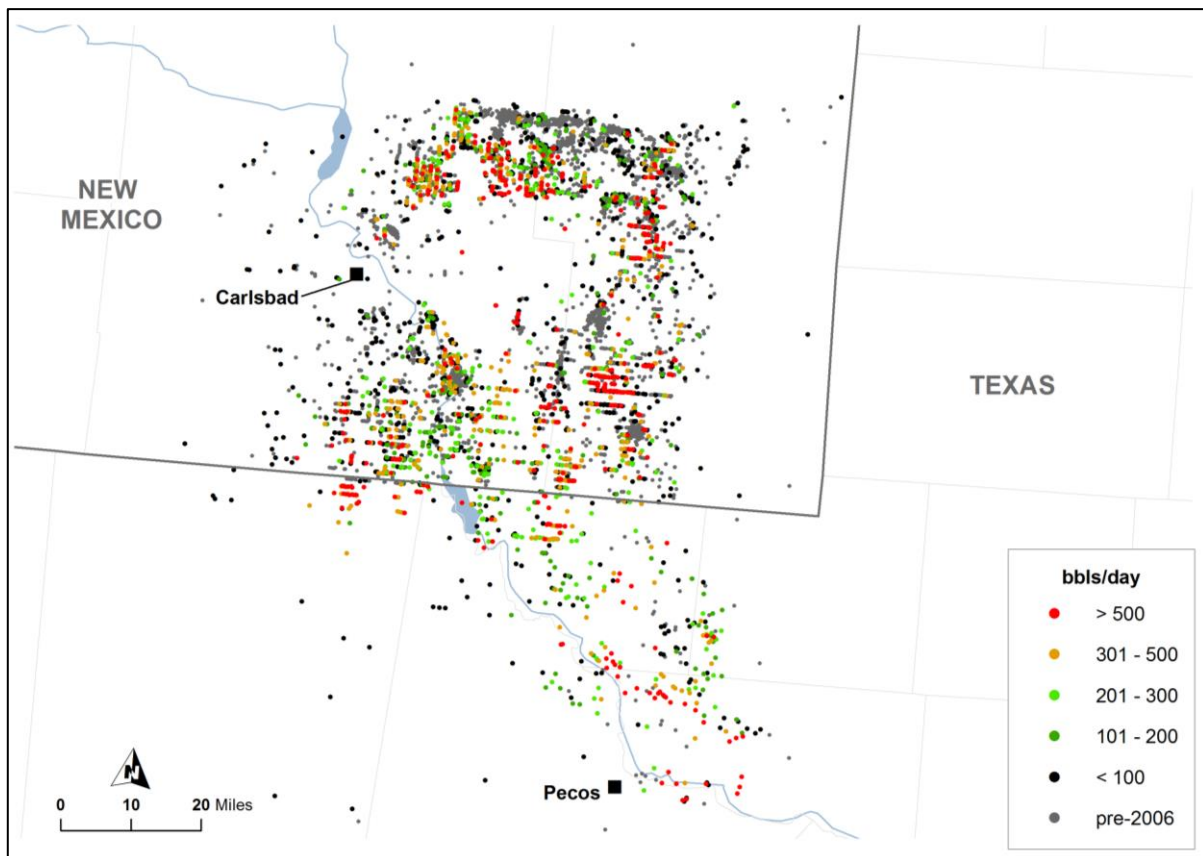 NEW
MEXICO
Carlsbad
TEXAS
bbls/day
> 500
301 - 500
201 - 300
101 - 200
< 100
pre-2006
N
0 10 20 Miles
Pecos